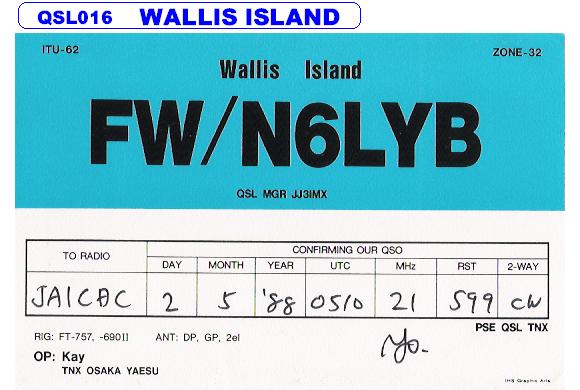 QSL016 WALLIS ISLAND
ITU-62 ZONE-32
Wallis Island
FW/N6LYB
QSL MGR JJ3IMX
TO RADIO CONFIRMING OUR QSO
DAY MONTH YEAR UTC MHz RST 2-WAY
JA1CDC 2 5 '88 0510 21 599 CW
RIG: FT-757, -690II ANT: DP, GP, 2el
PSE QSL TNX
OP: Kay
TNX OSAKA YAESU
IHS Graphic Arts